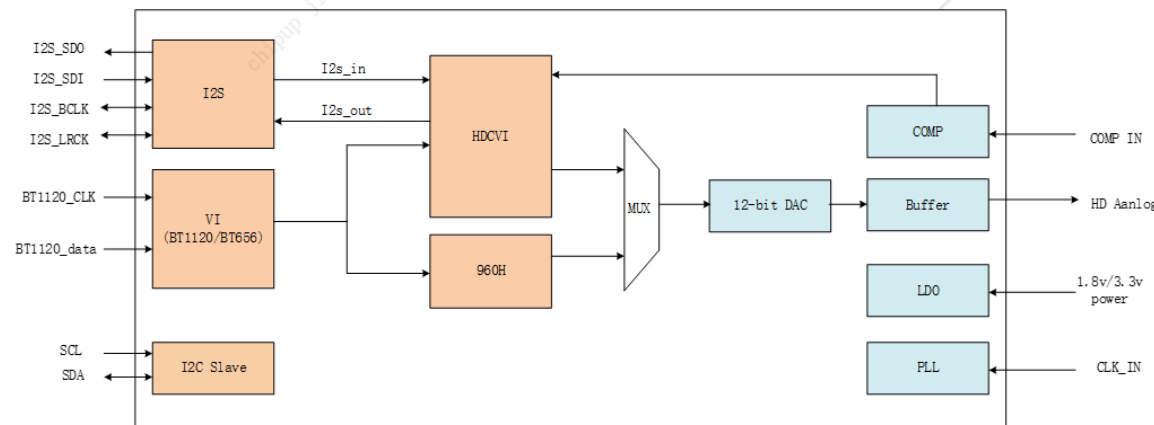 chipup
I2S_SDO
I2S_SDI
I2S_BCLK
I2S_LRCK
I2S
I2s_in
I2s_out
HDCVI
COMP
COMP IN
BT1120_CLK
BT1120_data
VI
(BT1120/BT656)
960H
MUX
12-bit DAC
Buffer
HD Aanlog
LDO
1.8v/3.3v
power
SCL
SDA
I2C Slave
PLL
CLK_IN